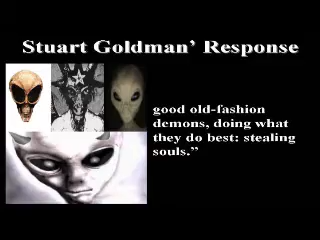 Stuart Goldman’ Response
good old-fashion
demons, doing what
they do best: stealing
souls.”